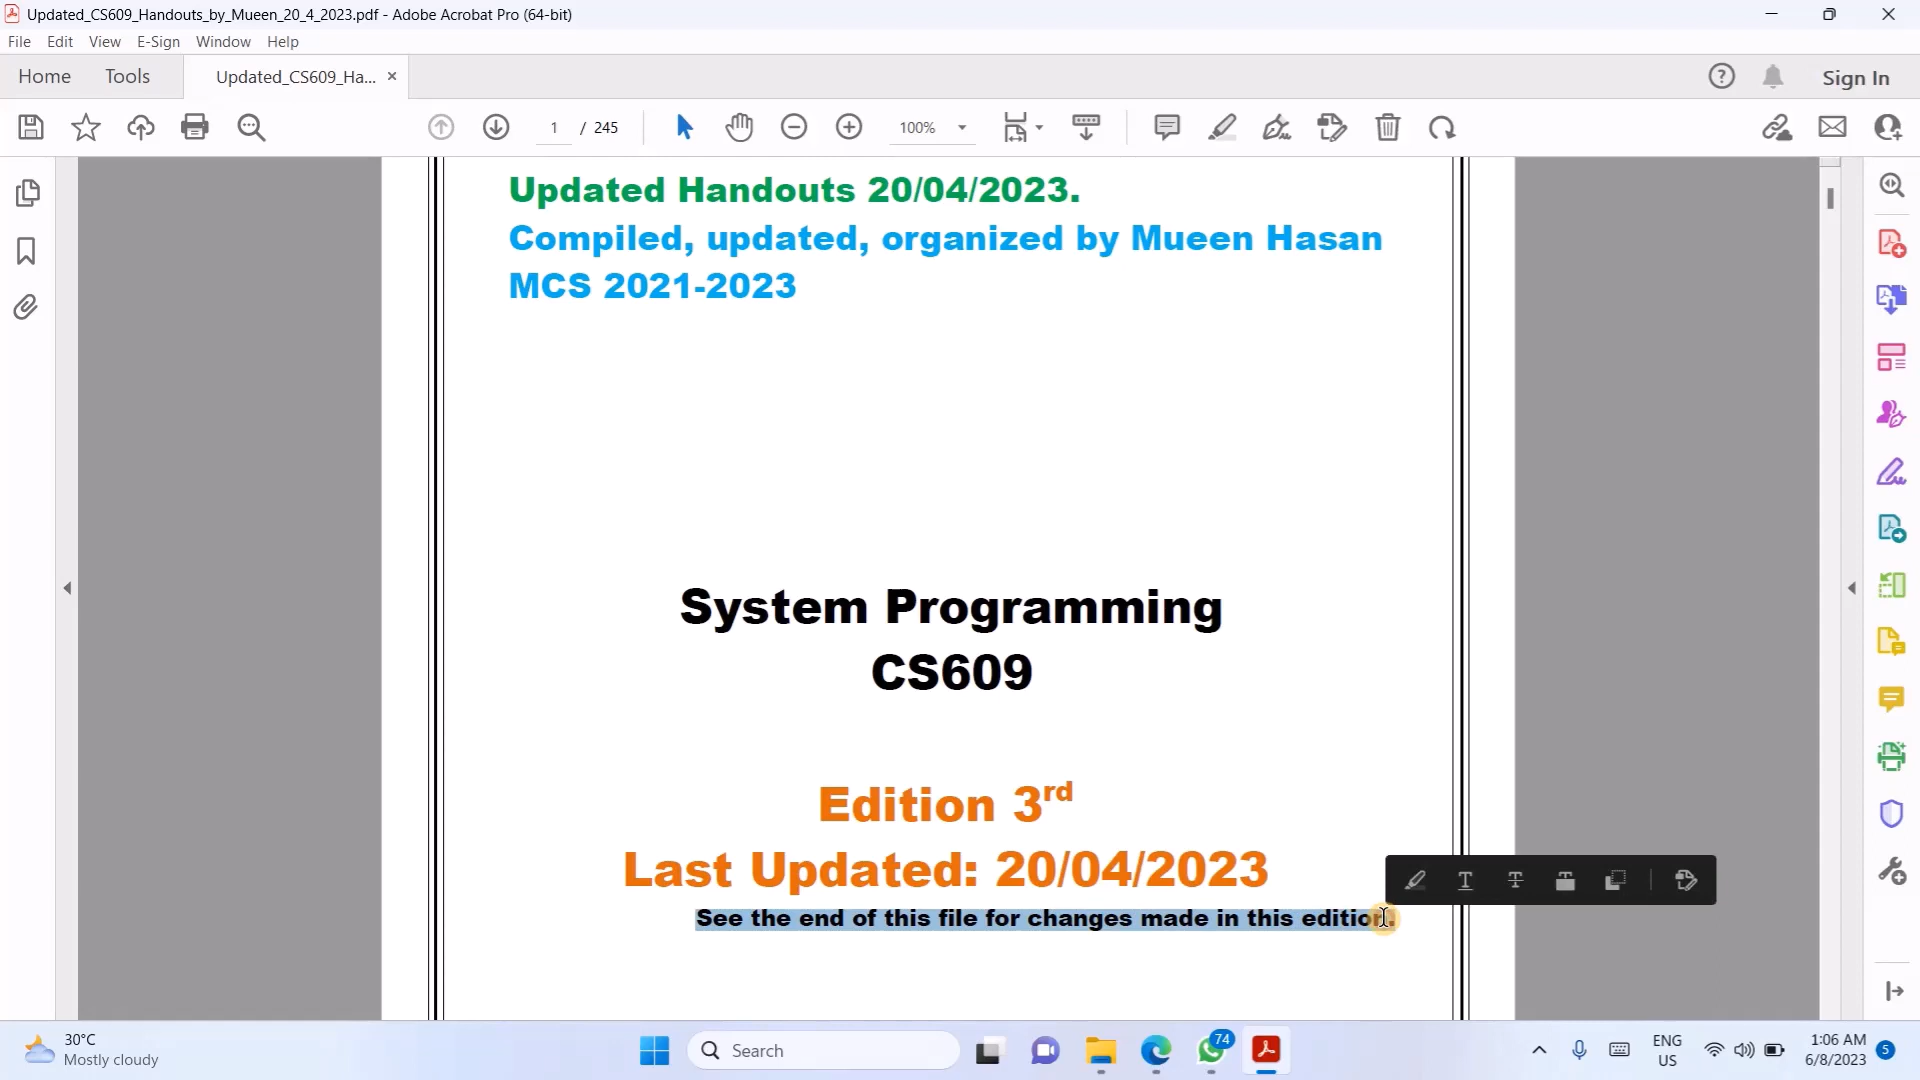 Updated_CS609_Handouts_by_Mueen_20_4_2023.pdf - Adobe Acrobat Pro (64-bit)
File Edit View E-Sign Window Help
Home Tools Updated_CS609_Ha... × Sign In
1 / 245 100%
Updated Handouts 20/04/2023.
Compiled, updated, organized by Mueen Hasan
MCS 2021-2023
System Programming
CS609
Edition 3rd
Last Updated: 20/04/2023
See the end of this file for changes made in this edition.
30°C
Mostly cloudy
Search
74
ENG
US
1:06 AM
6/8/2023
5